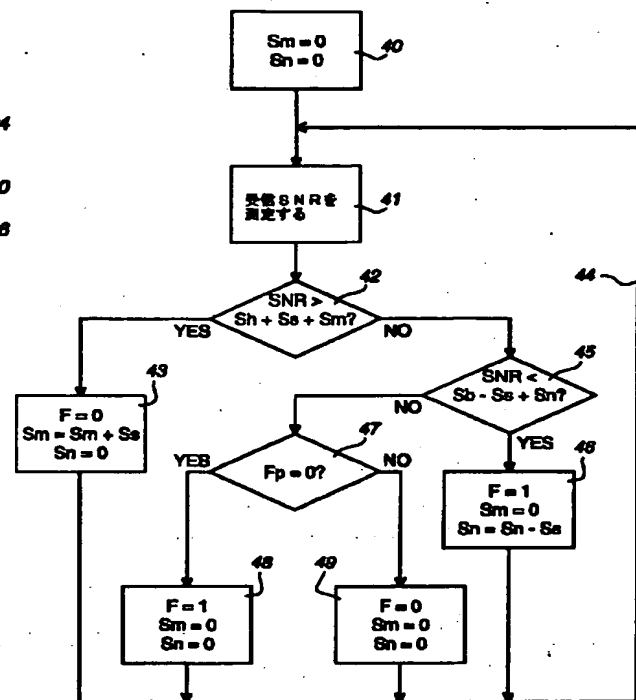 Sm = 0
Sn = 0
40
4
0
6
受信SNRを
測定する
41
42
SNR >
Sh + Ss + Sm?
YES
NO
44
43
F = 0
Sm = Sm + Ss
Sn = 0
45
SNR <
Sb - Ss + Sn?
NO
YES
47
Fp = 0?
YES
NO
46
F = 1
Sm = 0
Sn = Sn - Ss
48
F = 1
Sm = 0
Sn = 0
49
F = 0
Sm = 0
Sn = 0